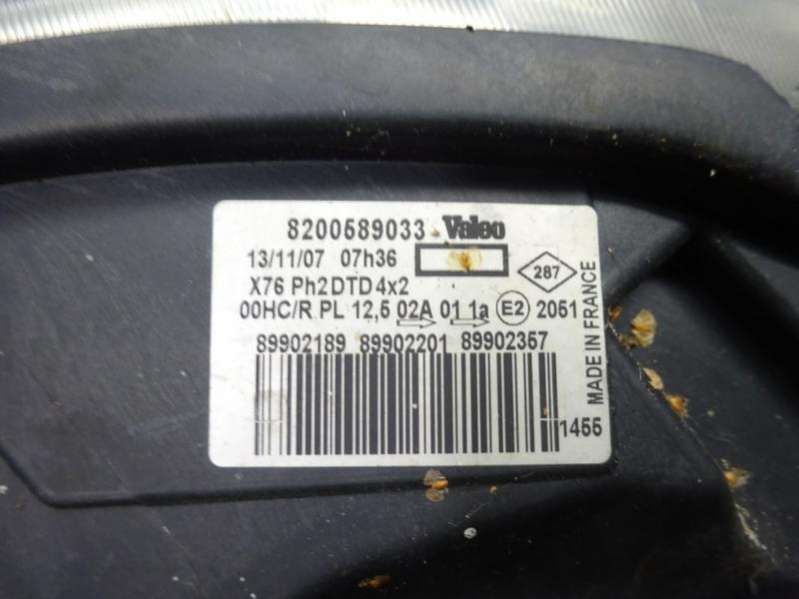 8200589033 Valeo
13/11/07 07h36
287
X76 Ph2DTD4x2
00HC/R PL 12,5 02A 01 1a E2 2051
89902189 89902201 89902357
1455
MADE IN FRANCE